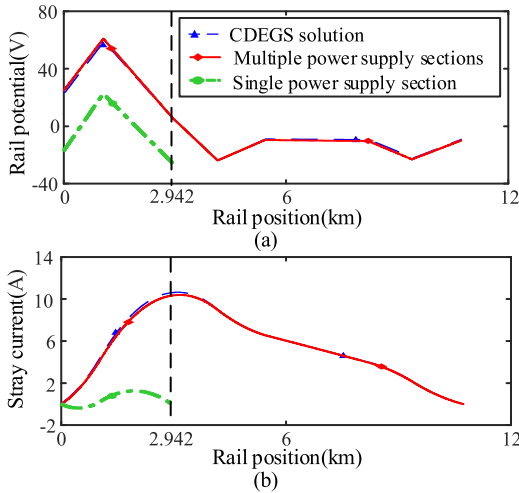 80
40
0
-40
Rail potential(V)
CDEGS solution
Multiple power supply sections
Single power supply section
0
2.942
6
12
Rail position(km)
(a)
14
10
6
2
0
-2
Stray current(A)
0
2.942
6
12
Rail position(km)
(b)